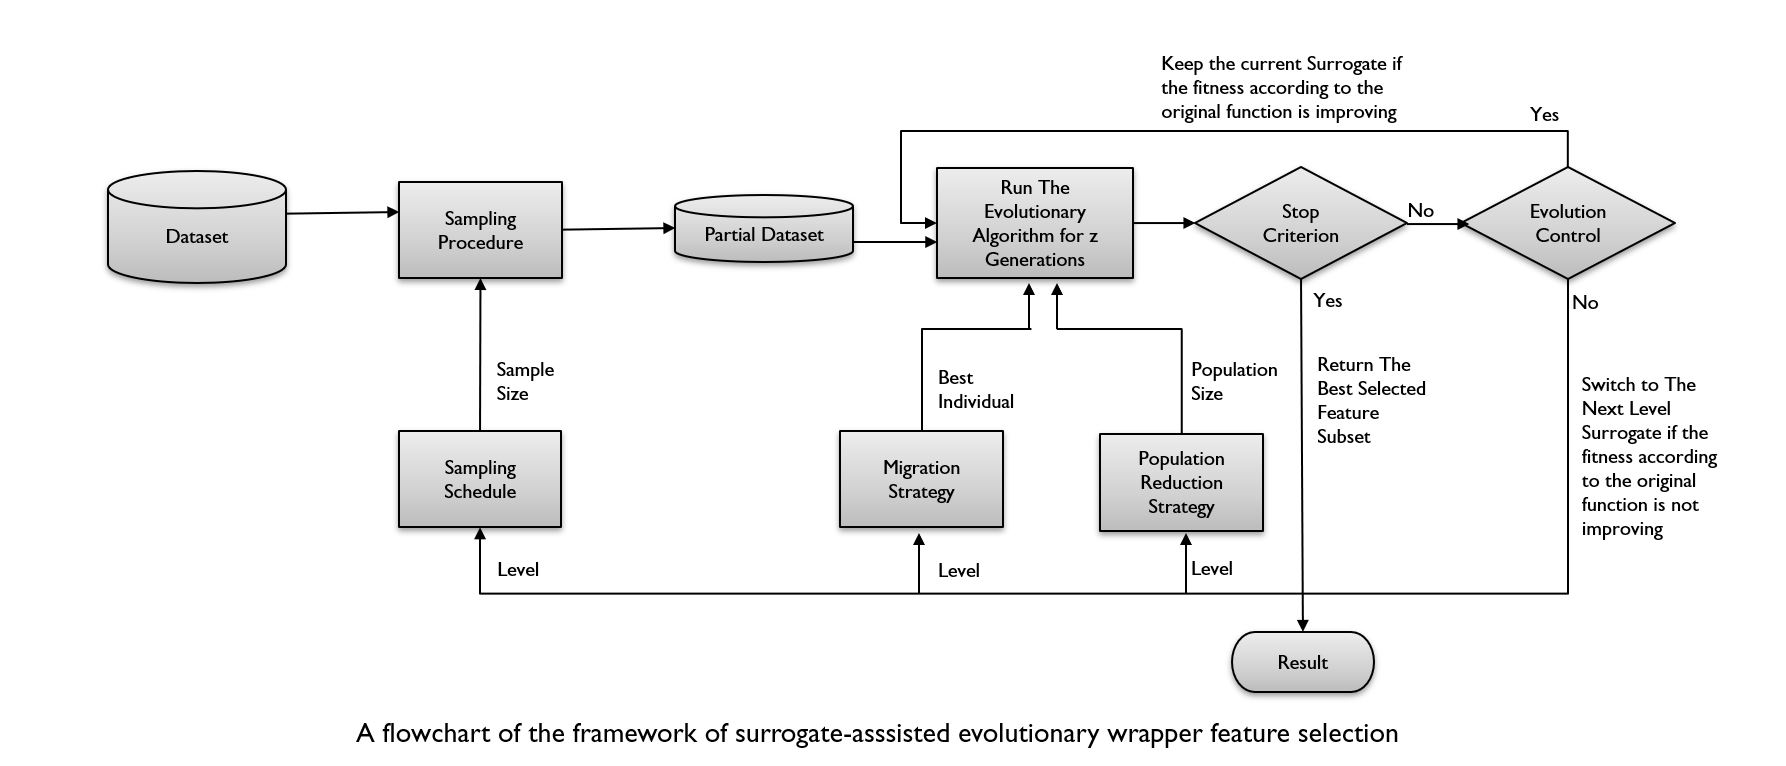 Keep the current Surrogate if
the fitness according to the
original function is improving
Yes
Dataset
Sampling
Procedure
Partial Dataset
Run The
Evolutionary
Algorithm for z
Generations
Stop
Criterion
No
Evolution
Control
Yes
No
Sample
Size
Best
Individual
Population
Size
Return The
Best Selected
Feature
Subset
Switch to The
Next Level
Surrogate if the
fitness according
to the original
function is not
improving
Sampling
Schedule
Migration
Strategy
Population
Reduction
Strategy
Level
Level
Level
Result
A flowchart of the framework of surrogate-asssisted evolutionary wrapper feature selection